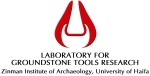 LABORATORY FOR
GROUNDSTONE TOOLS RESEARCH
Zinman Institute of Archaeology, University of Haifa